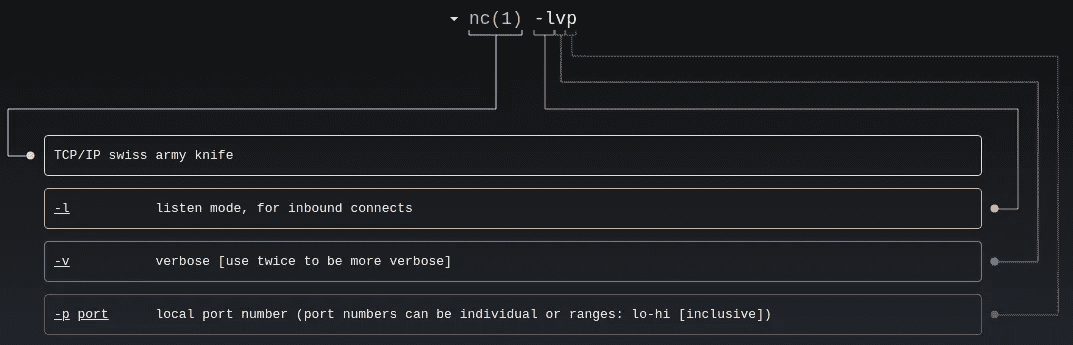 nc(1) -lvp
TCP/IP swiss army knife
-l listen mode, for inbound connects
-v verbose [use twice to be more verbose]
-p port local port number (port numbers can be individual or ranges: lo-hi [inclusive])